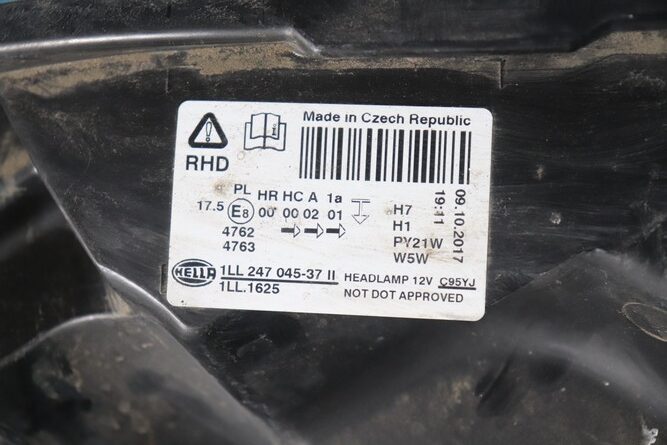 Made in Czech Republic
RHD
PL HR HC A 1a
17.5 E8 00 00 02 01
4762
4763
H7
H1
PY21W
W5W
09.10.2017
19:11
HELLA
1LL 247 045-37 II
1LL.1625
HEADLAMP 12V C95YJ
NOT DOT APPROVED